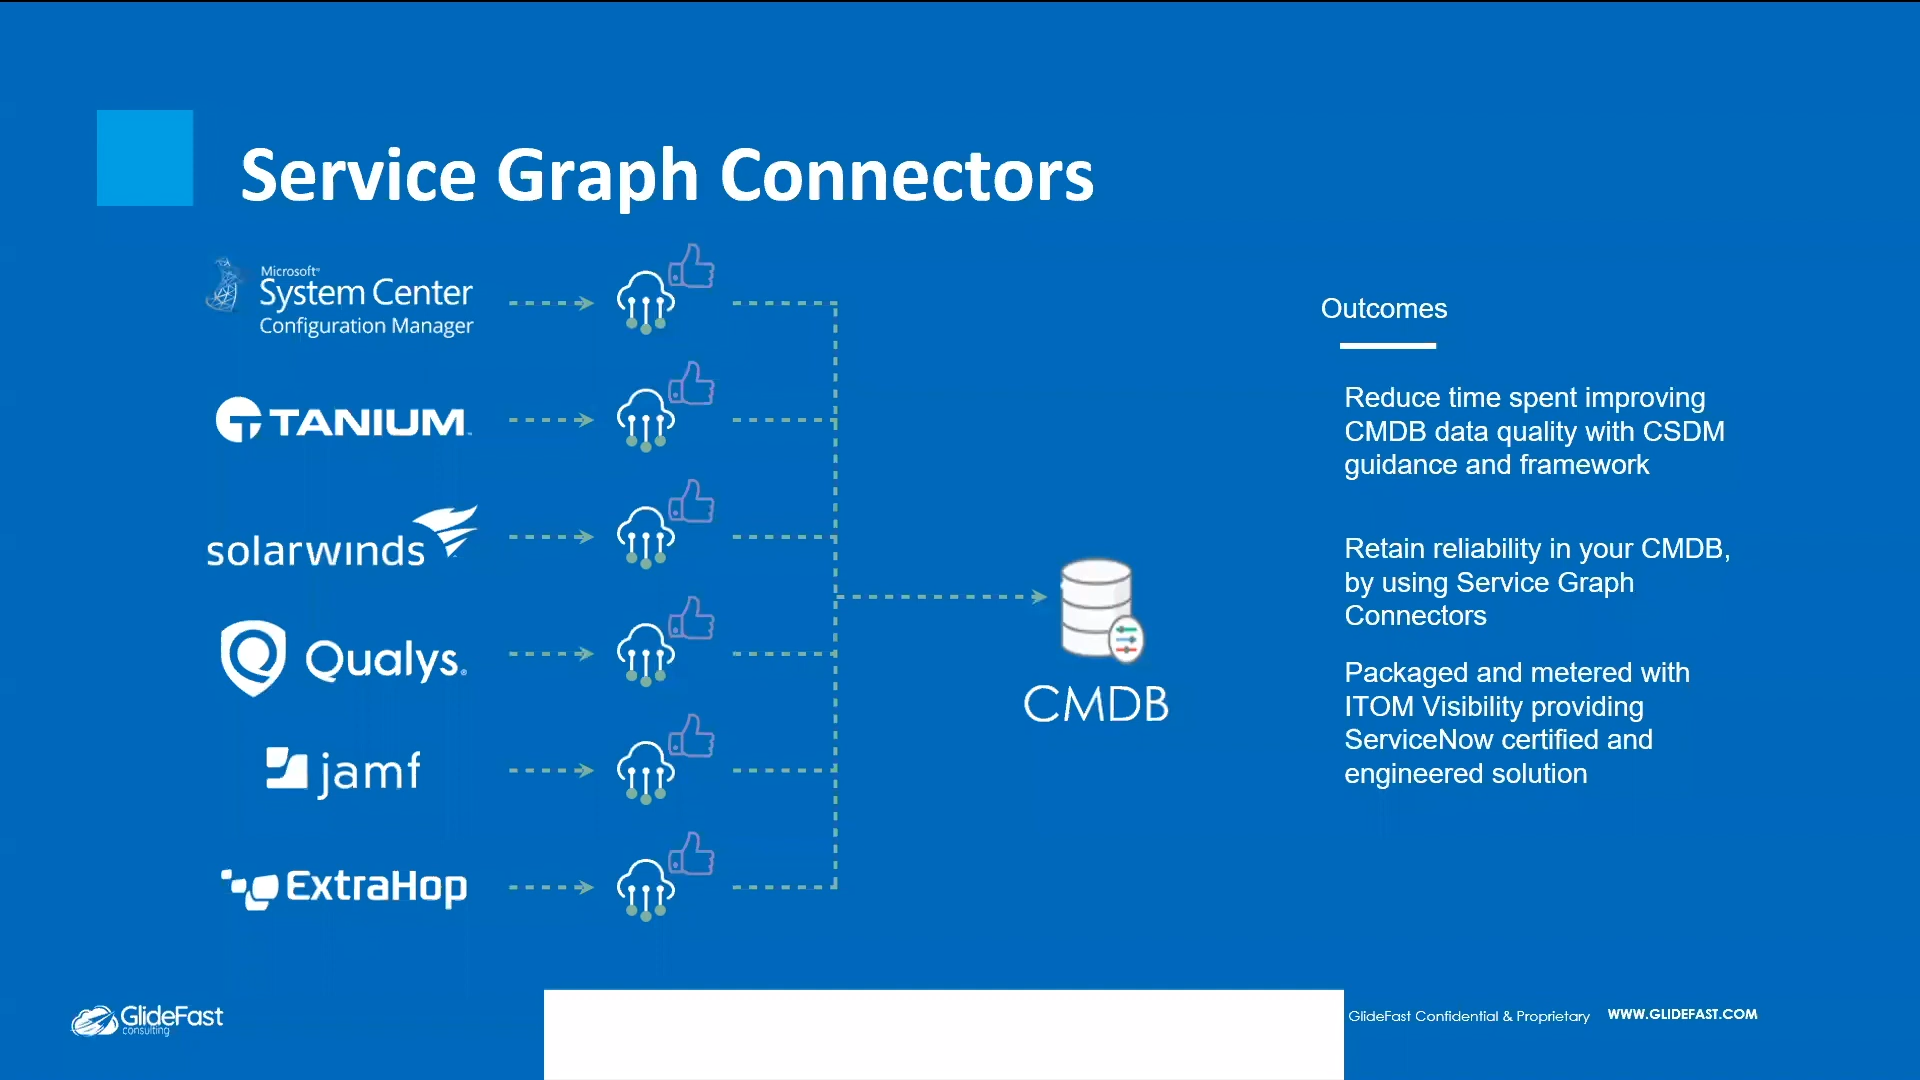 Service Graph Connectors
Microsoft®
System Center
Configuration Manager
TANIUM
solarwinds
Qualys®
jamf
ExtraHop
CMDB
Outcomes
Reduce time spent improving
CMDB data quality with CSDM
guidance and framework
Retain reliability in your CMDB,
by using Service Graph
Connectors
Packaged and metered with
ITOM Visibility providing
ServiceNow certified and
engineered solution
GlideFast
consulting
GlideFast Confidential & Proprietary
WWW.GLIDEFAST.COM